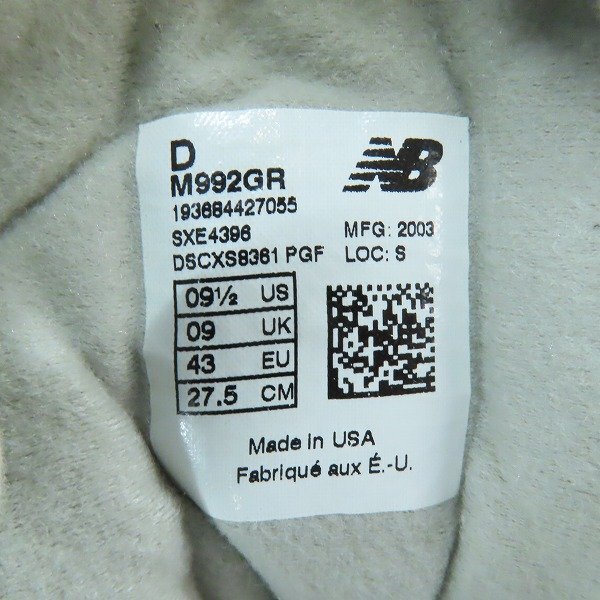 D
M992GR
NB
193684427055
SXE4396
MFG: 2003
DSCXS8361 PGF
LOC: S
09½ US
09 UK
43 EU
27.5 CM
Made in USA
Fabriqué aux É.-U.